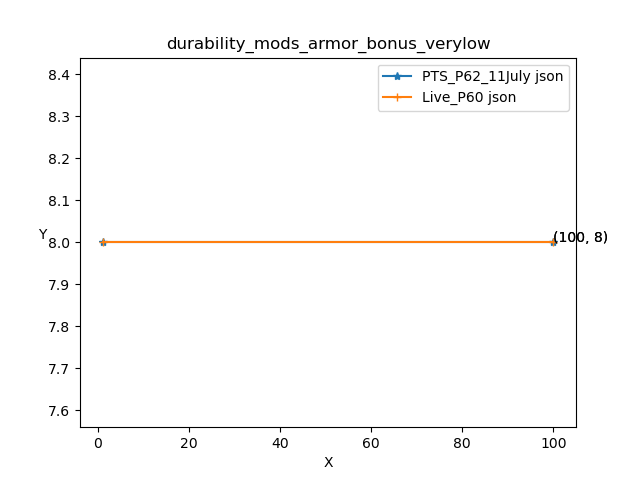 durability_mods_armor_bonus_verylow
PTS_P62_11July json
Live_P60 json
8.4
8.3
8.2
8.1
8.0
7.9
7.8
7.7
7.6
Y
(100, 8)
0 20 40 60 80 100
X